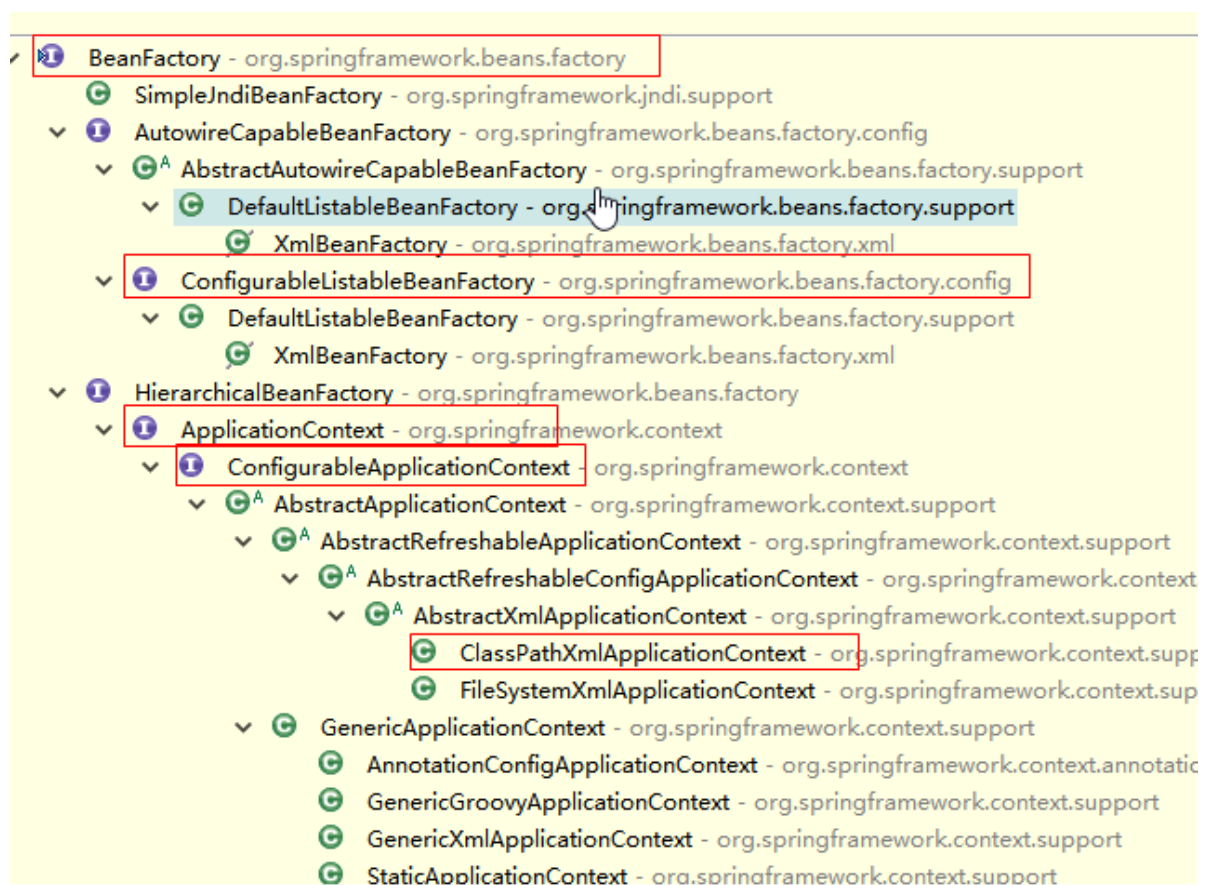 BeanFactory - org.springframework.beans.factory
SimpleJndiBeanFactory - org.springframework.jndi.support
AutowireCapableBeanFactory - org.springframework.beans.factory.config
AbstractAutowireCapableBeanFactory - org.springframework.beans.factory.support
DefaultListableBeanFactory - org.springframework.beans.factory.support
XmlBeanFactory - org.springframework.beans.factory.xml
ConfigurableListableBeanFactory - org.springframework.beans.factory.config
DefaultListableBeanFactory - org.springframework.beans.factory.support
XmlBeanFactory - org.springframework.beans.factory.xml
HierarchicalBeanFactory - org.springframework.beans.factory
ApplicationContext - org.springframework.context
ConfigurableApplicationContext - org.springframework.context
AbstractApplicationContext - org.springframework.context.support
AbstractRefreshableApplicationContext - org.springframework.context.support
AbstractRefreshableConfigApplicationContext - org.springframework.context
AbstractXmlApplicationContext - org.springframework.context.support
ClassPathXmlApplicationContext - org.springframework.context.supp
FileSystemXmlApplicationContext - org.springframework.context.sup
GenericApplicationContext - org.springframework.context.support
AnnotationConfigApplicationContext - org.springframework.context.annotatic
GenericGroovyApplicationContext - org.springframework.context.support
GenericXmlApplicationContext - org.springframework.context.support
StaticApplicationContext - org.springframework.context.support